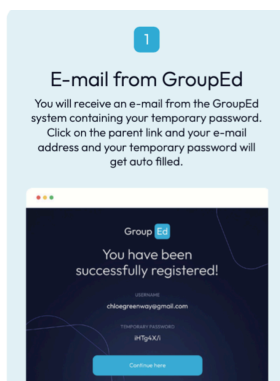 1
E-mail from GroupEd
You will receive an e-mail from the GroupEd
system containing your temporary password.
Click on the parent link and your e-mail
address and your temporary password will
get auto filled.
Group Ed
You have been
successfully registered!
USERNAME
chloegreenway@gmail.com
TEMPORARY PASSWORD
iHTg4X/i
Continue here